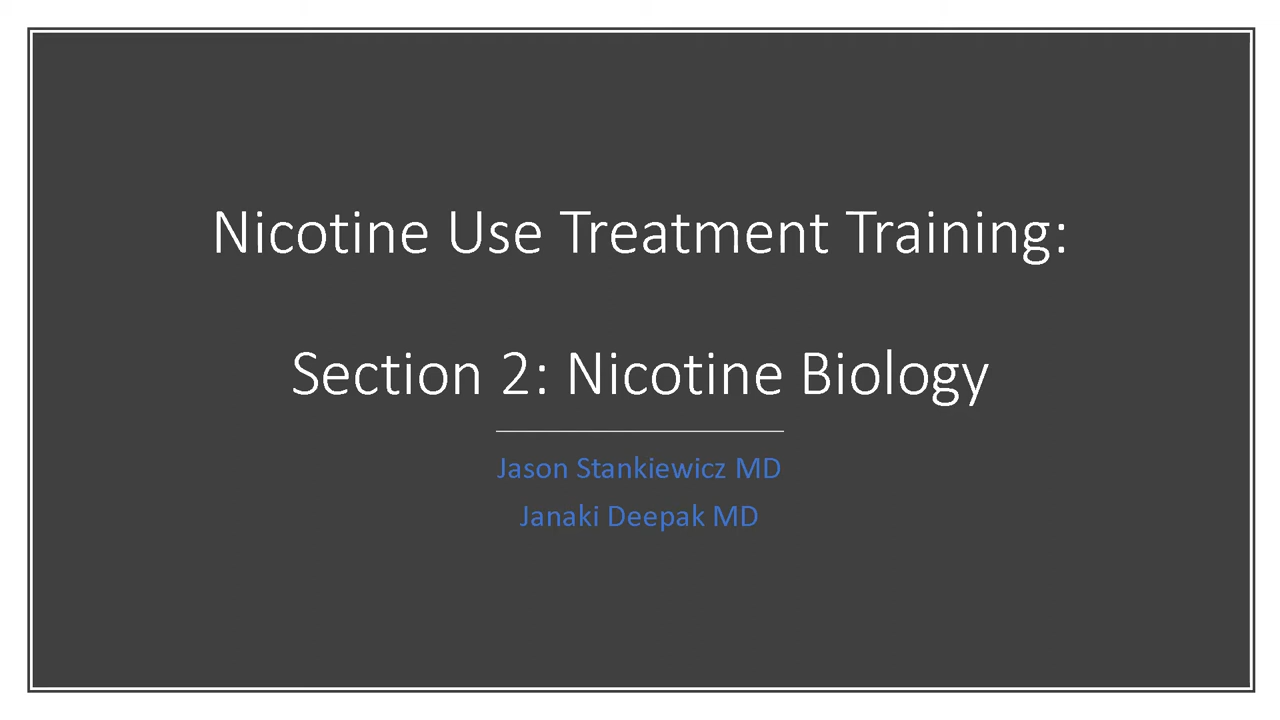 Nicotine Use Treatment Training:
Section 2: Nicotine Biology
Jason Stankiewicz MD
Janaki Deepak MD